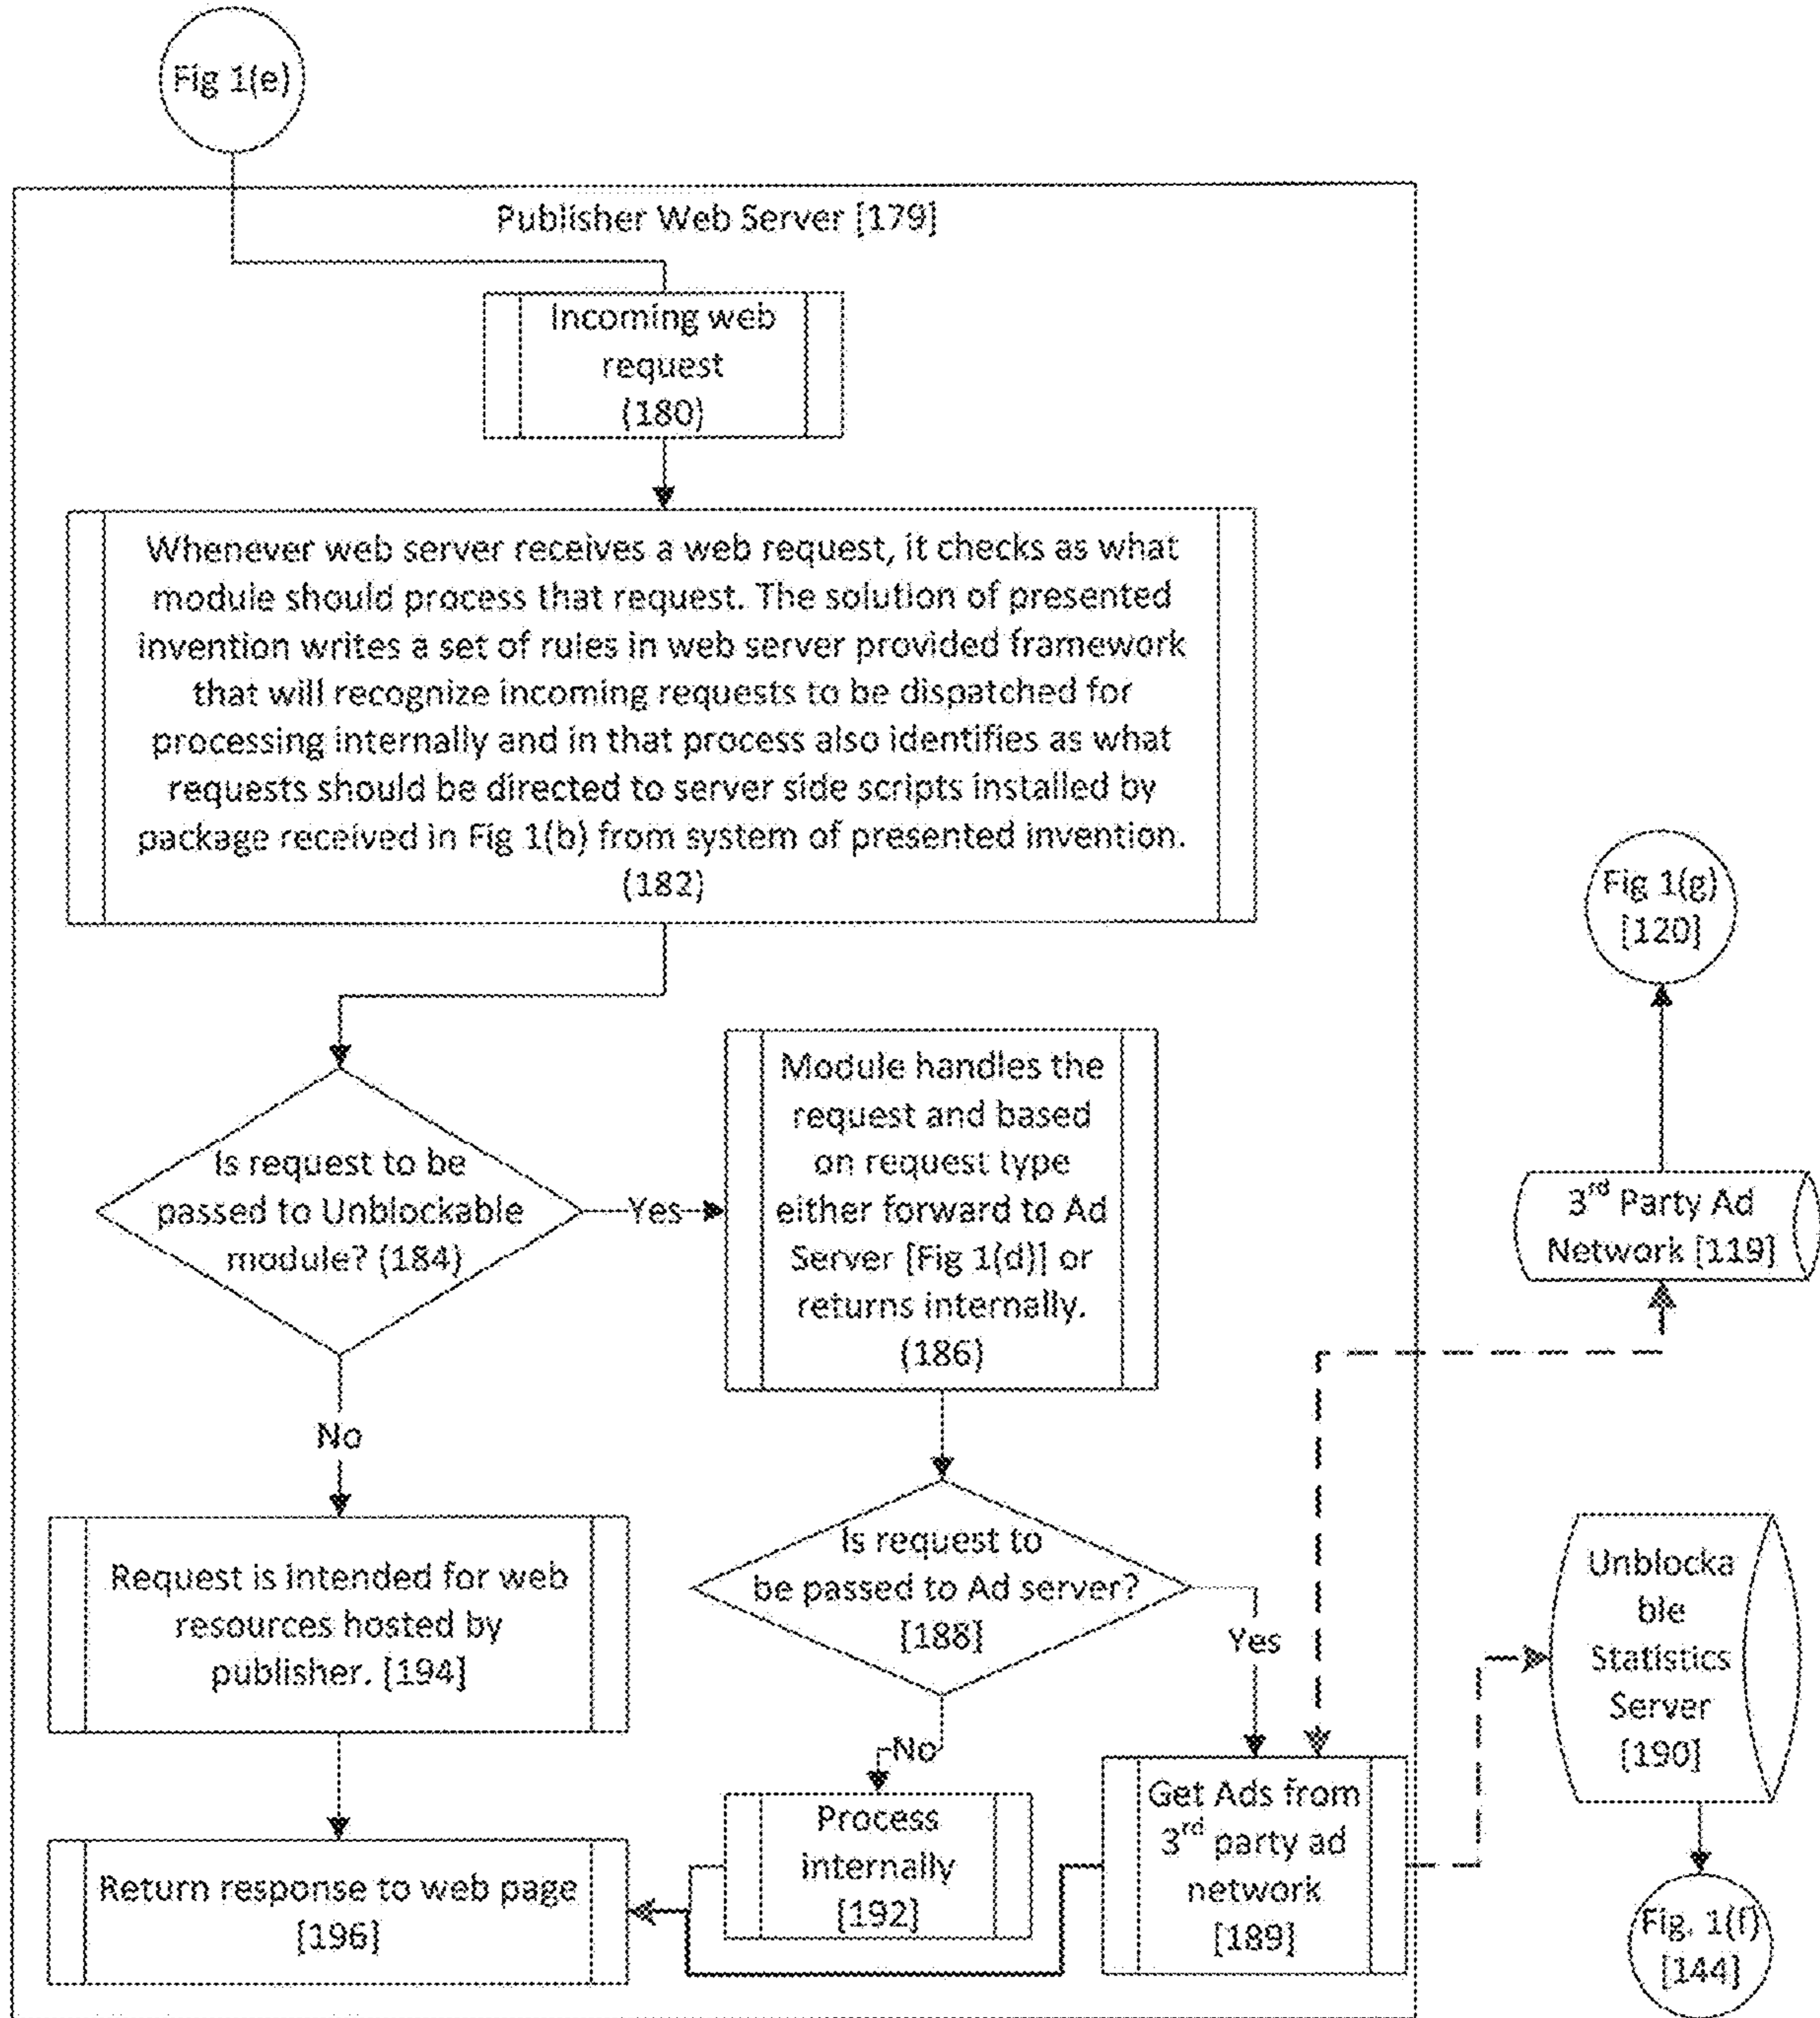 Fig 1(e)
Publisher Web Server [179]
Incoming web
request
(180)
Whenever web server receives a web request, it checks as what
module should process that request. The solution of presented
invention writes a set of rules in web server provided framework
that will recognize incoming requests to be dispatched for
processing internally and in that process also identifies as what
requests should be directed to server side scripts installed by
package received in Fig 1(b) from system of presented invention.
(182)
Is request to be
passed to Unblockable
module? (184)
Yes
Module handles the
request and based
on request type
either forward to Ad
Server [Fig 1(d)] or
returns internally.
(186)
Fig 1(g)
[120]
3rd Party Ad
Network [119]
No
Request is intended for web
resources hosted by
publisher. [194]
Is request to
be passed to Ad server?
[188]
Yes
No
Unblocka
ble
Statistics
Server
[190]
Return response to web page
[196]
Process
internally
[192]
Get Ads from
3rd party ad
network
[189]
Fig. 1(f)
[144]